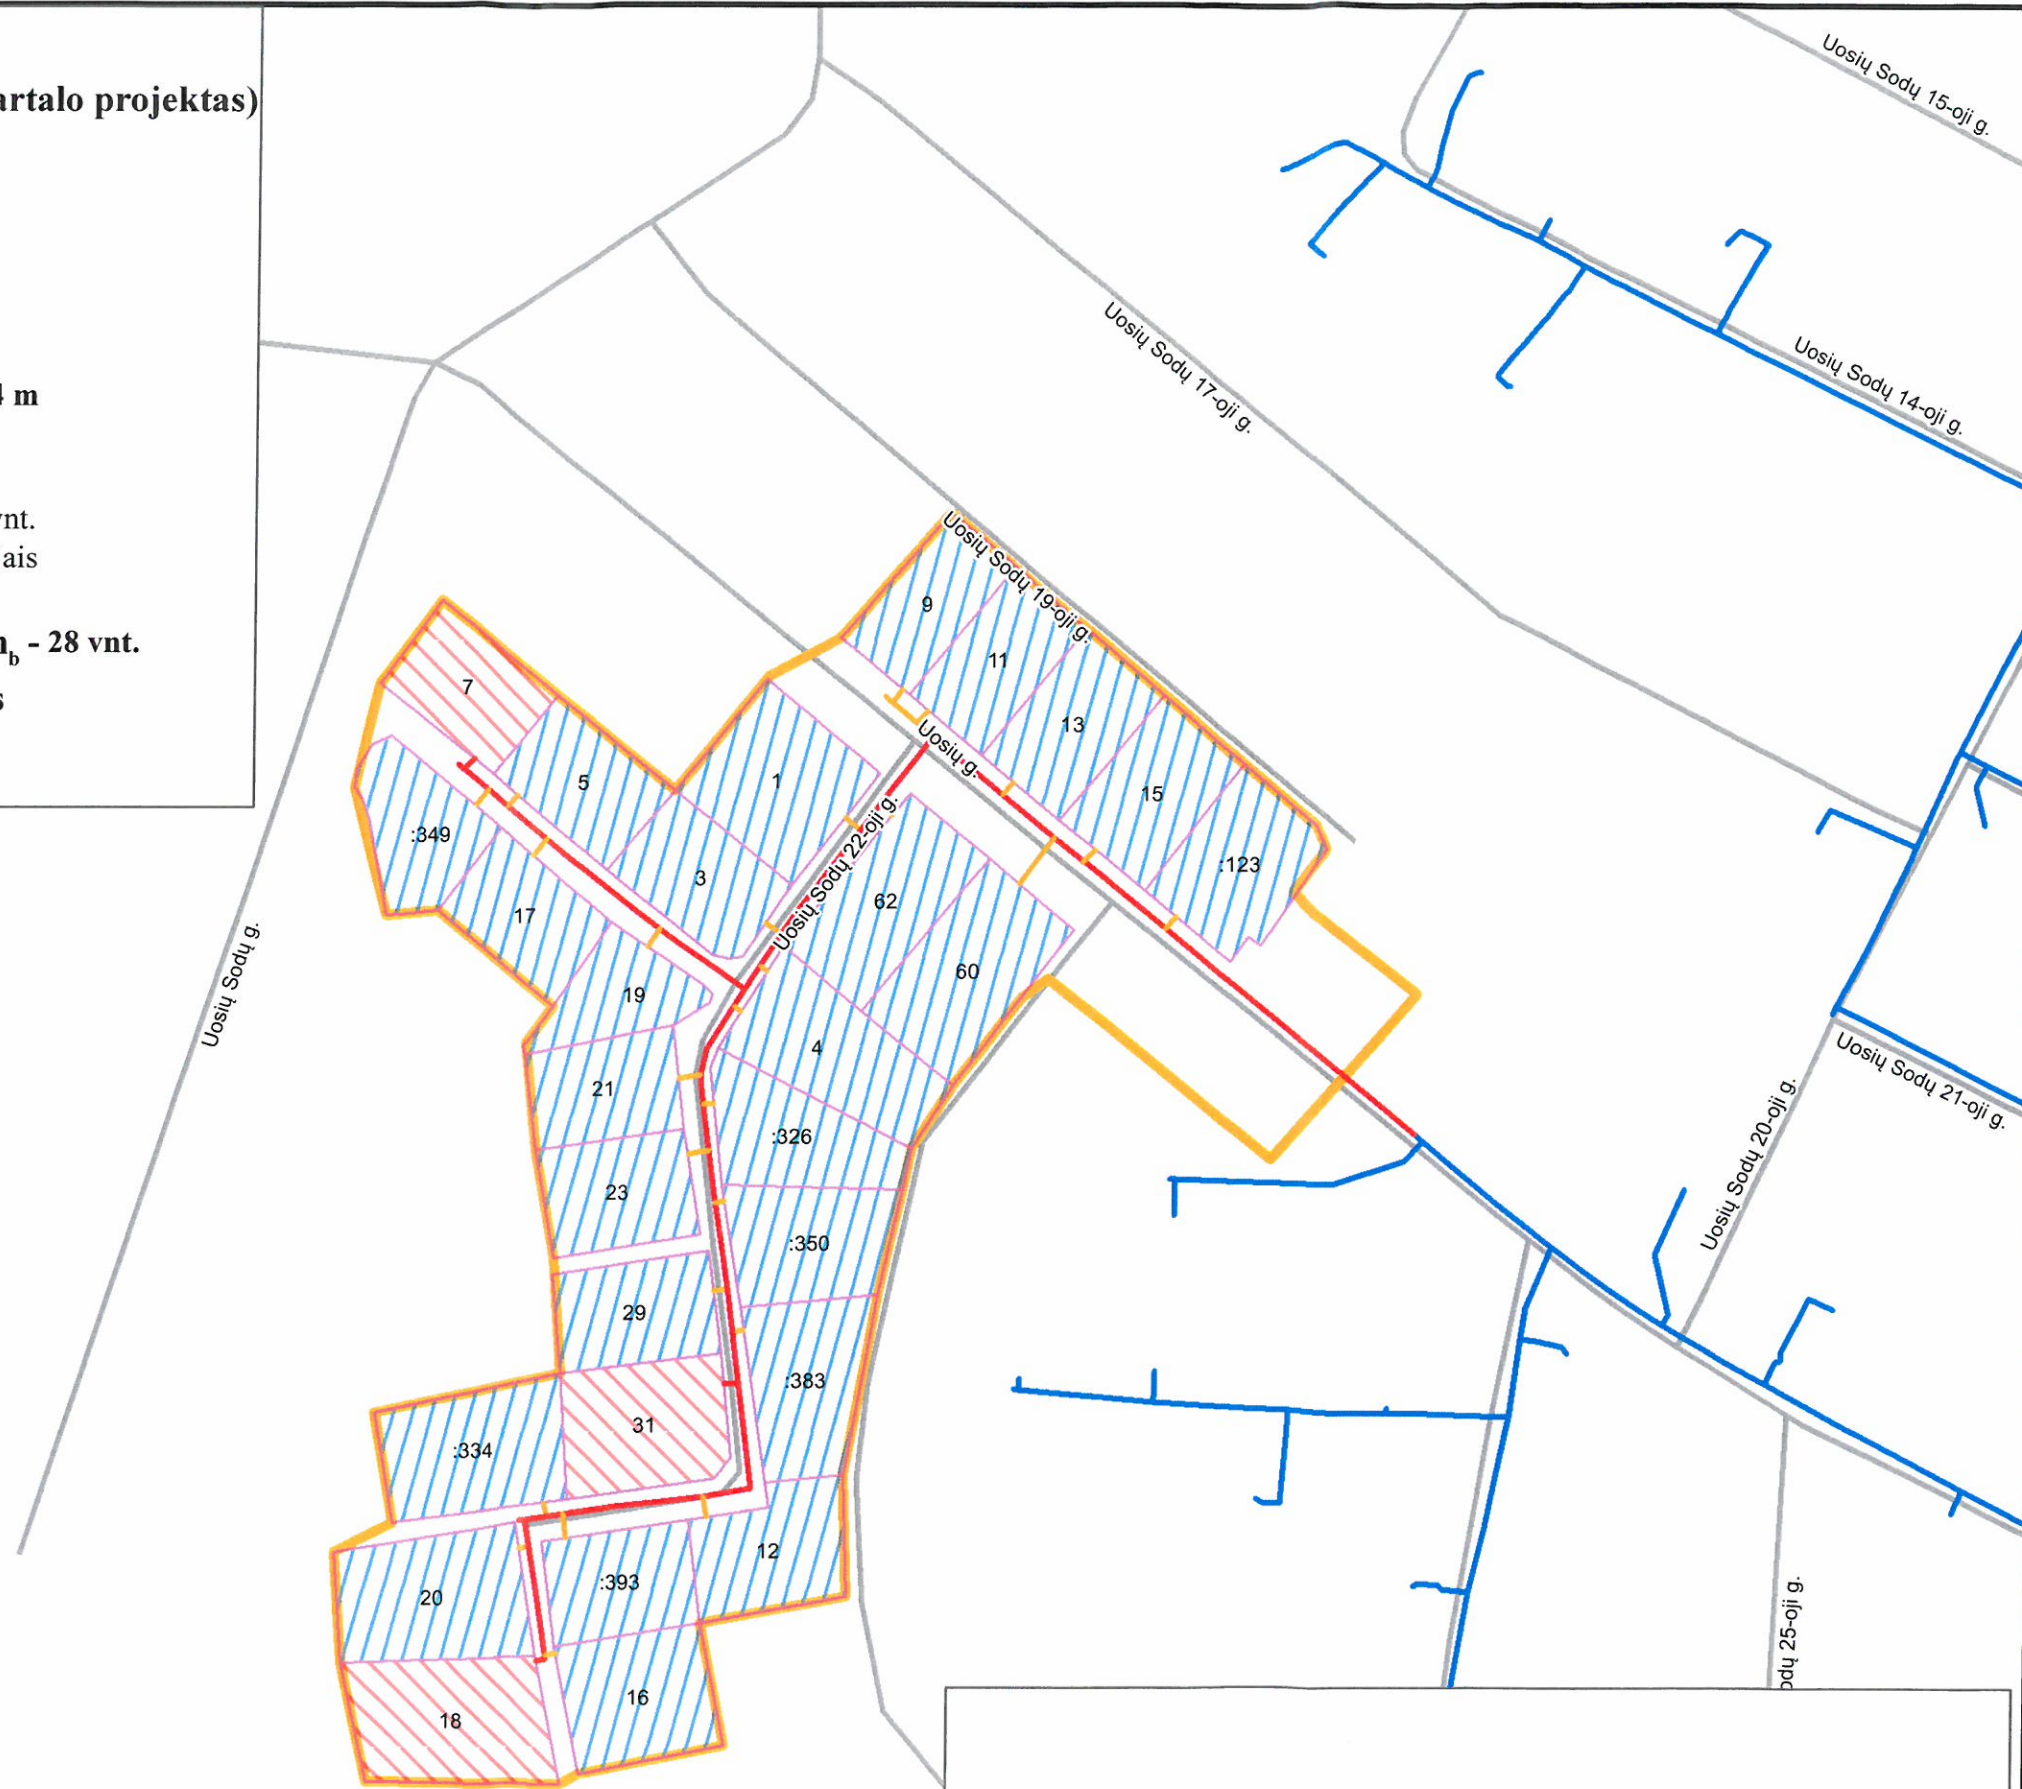 artalo projektas)
m
vnt.
ais
b - 28 vnt.
s
Uosių Sodų 15-oji g.
Uosių Sodų 14-oji g.
Uosių Sodų 17-oji g.
Uosių Sodų 19-oji g.
Uosių g.
Uosių Sodų 22-oji g.
Uosių Sodų g.
Uosių Sodų 21-oji g.
Uosių Sodų 20-oji g.
odų 25-oji g.
9
11
13
15
:123
7
5
1
3
:349
17
19
62
60
4
21
:326
23
:350
29
:383
31
:334
12
:393
20
16
18